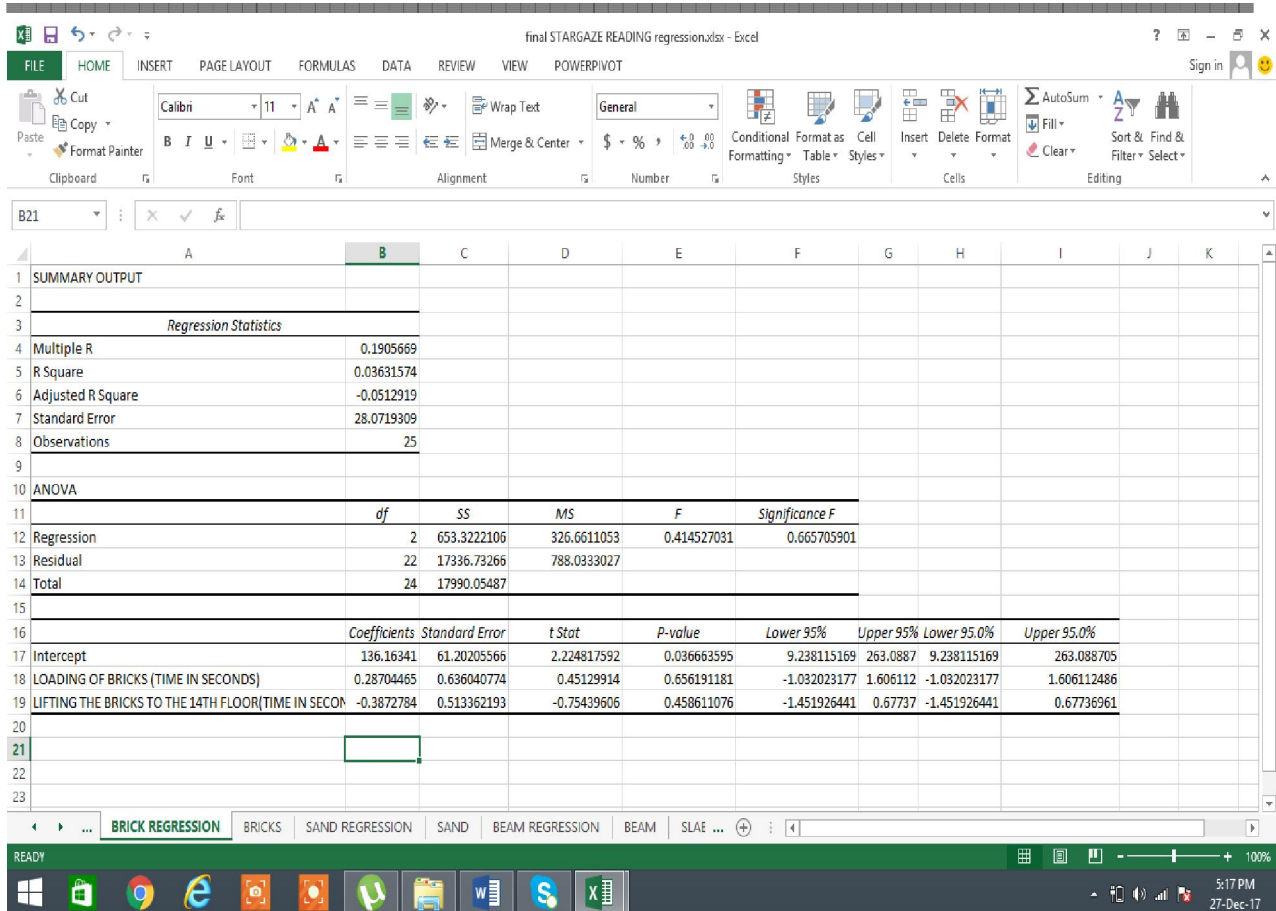 final STARGAZE READING regression.xlsx - Excel
FILE HOME INSERT PAGE LAYOUT FORMULAS DATA REVIEW VIEW POWERPIVOT Sign in
Paste Cut Copy Format Painter
Calibri 11 Wrap Text General Conditional Formatting Format as Table Cell Styles Insert Delete Format AutoSum Fill Clear Sort & Filter Find & Select
B I U Merge & Center $ % ,
Clipboard Font Alignment Number Styles Cells Editing
B21 fx
A B C D E F G H I J K
1 SUMMARY OUTPUT
2
3 Regression Statistics
4 Multiple R 0.1905669
5 R Square 0.03631574
6 Adjusted R Square -0.0512919
7 Standard Error 28.0719309
8 Observations 25
9
10 ANOVA
11 df SS MS F Significance F
12 Regression 2 653.3222106 326.6611053 0.414527031 0.665705901
13 Residual 22 17336.73266 788.0333027
14 Total 24 17990.05487
15
16 Coefficients Standard Error t Stat P-value Lower 95% Upper 95% Lower 95.0% Upper 95.0%
17 Intercept 136.16341 61.20205566 2.224817592 0.036663595 9.238115169 263.0887 9.238115169 263.088705
18 LOADING OF BRICKS (TIME IN SECONDS) 0.28704465 0.636040774 0.45129914 0.656191181 -1.032023177 1.606112 -1.032023177 1.606112486
19 LIFTING THE BRICKS TO THE 14TH FLOOR(TIME IN SECON -0.3872784 0.513362193 -0.75439606 0.458611076 -1.451926441 0.67737 -1.451926441 0.67736961
20
21
22
23
... BRICK REGRESSION BRICKS SAND REGRESSION SAND BEAM REGRESSION BEAM SLAE ...
READY 100%
5:17 PM
27-Dec-17